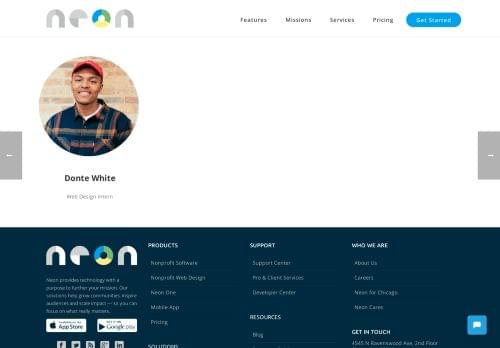 neon
Features
Missions
Services
Pricing
Get Started
←
→
Donte White
Web Design Intern
neon
Neon provides technology with a
purpose to further your mission. Our
solutions help grow communities, inspire
audiences and scale impact — so you can
focus on what really matters.
App Store
Google play
PRODUCTS
Nonprofit Software
Nonprofit Web Design
Neon One
Mobile App
Pricing
SOLUTIONS
SUPPORT
Support Center
Pro & Client Services
Developer Center
RESOURCES
Blog
WHO WE ARE
About Us
Careers
Neon for Chicago
Neon Cares
GET IN TOUCH
4545 N Ravenswood Ave, 2nd Floor